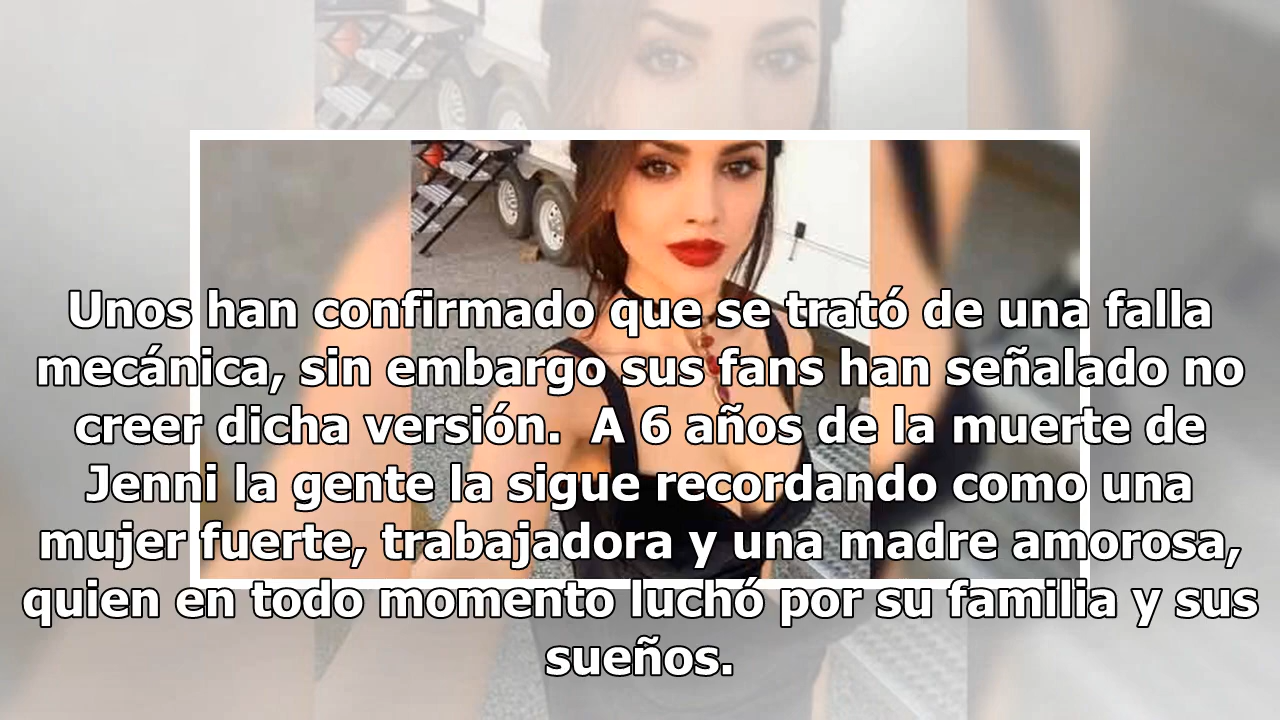 Unos han confirmado que se trató de una falla
mecánica, sin embargo sus fans han señalado no
creer dicha versión.  A 6 años de la muerte de
Jenni la gente la sigue recordando como una
mujer fuerte, trabajadora y una madre amorosa,
quien en todo momento luchó por su familia y sus
sueños.